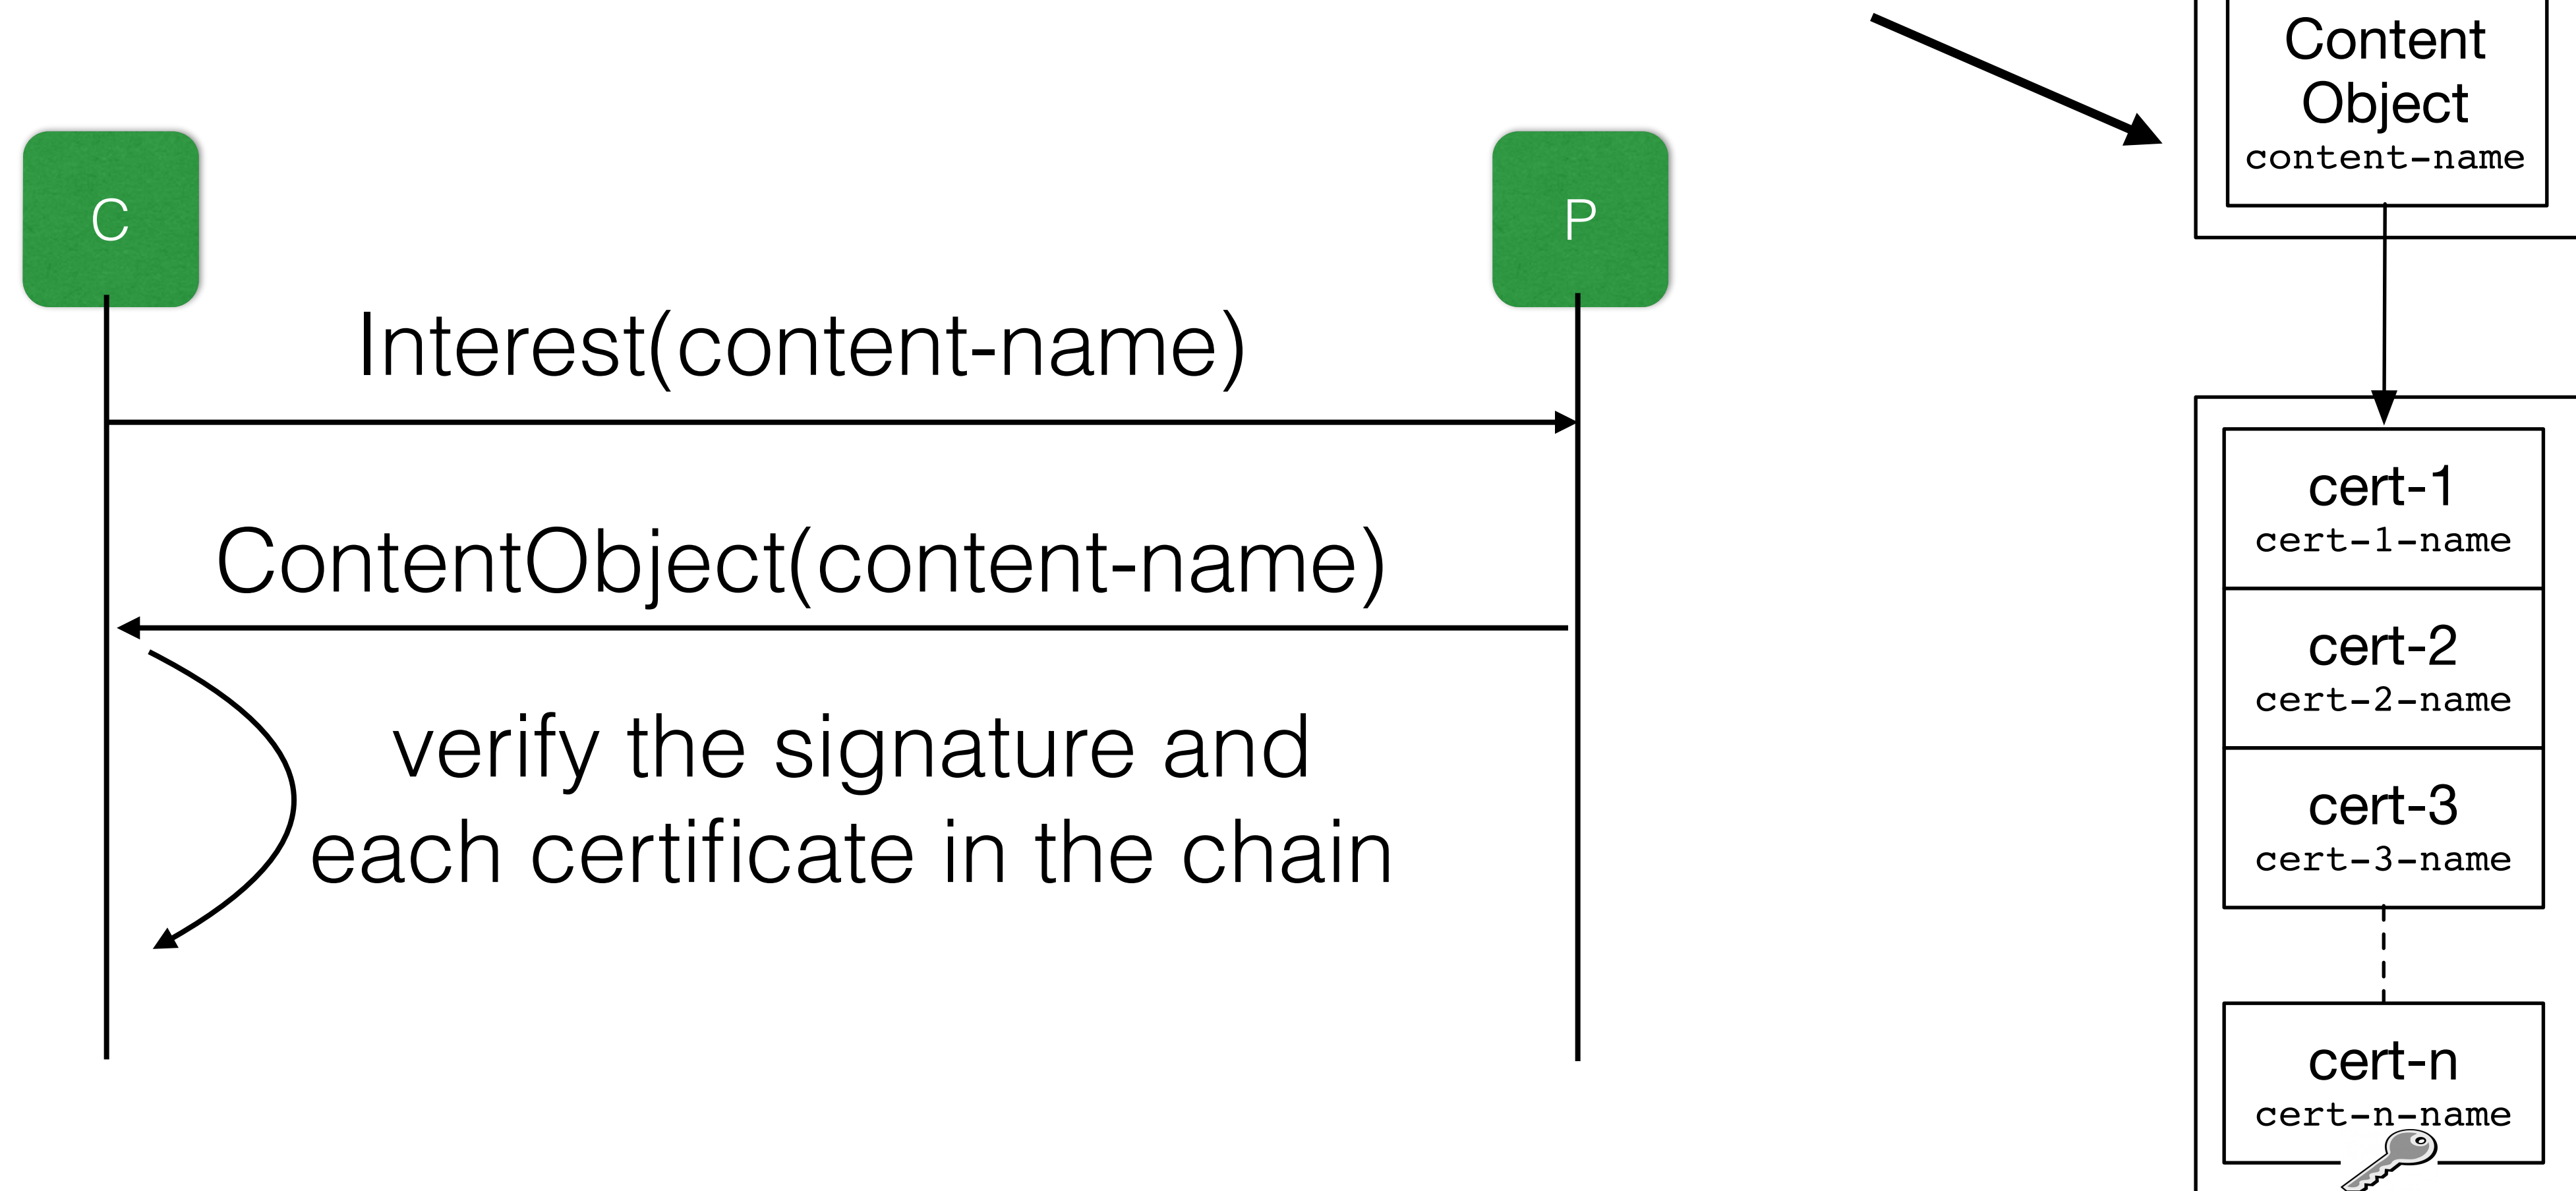 C
P
Interest(content-name)
ContentObject(content-name)
verify the signature and
each certificate in the chain
Content
Object
content-name
cert-1
cert-1-name
cert-2
cert-2-name
cert-3
cert-3-name
cert-n
cert-n-name